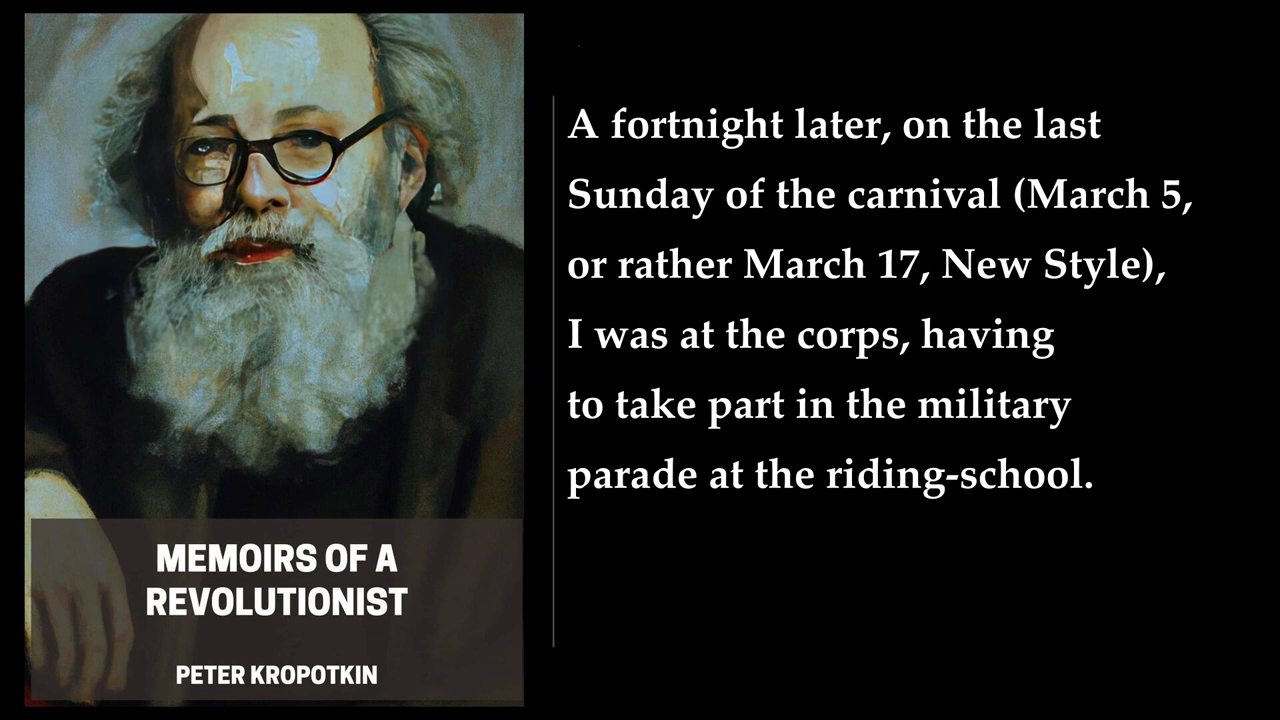 MEMOIRS OF A
REVOLUTIONIST
PETER KROPOTKIN
A fortnight later, on the last
Sunday of the carnival (March 5,
or rather March 17, New Style),
I was at the corps, having
to take part in the military
parade at the riding-school.